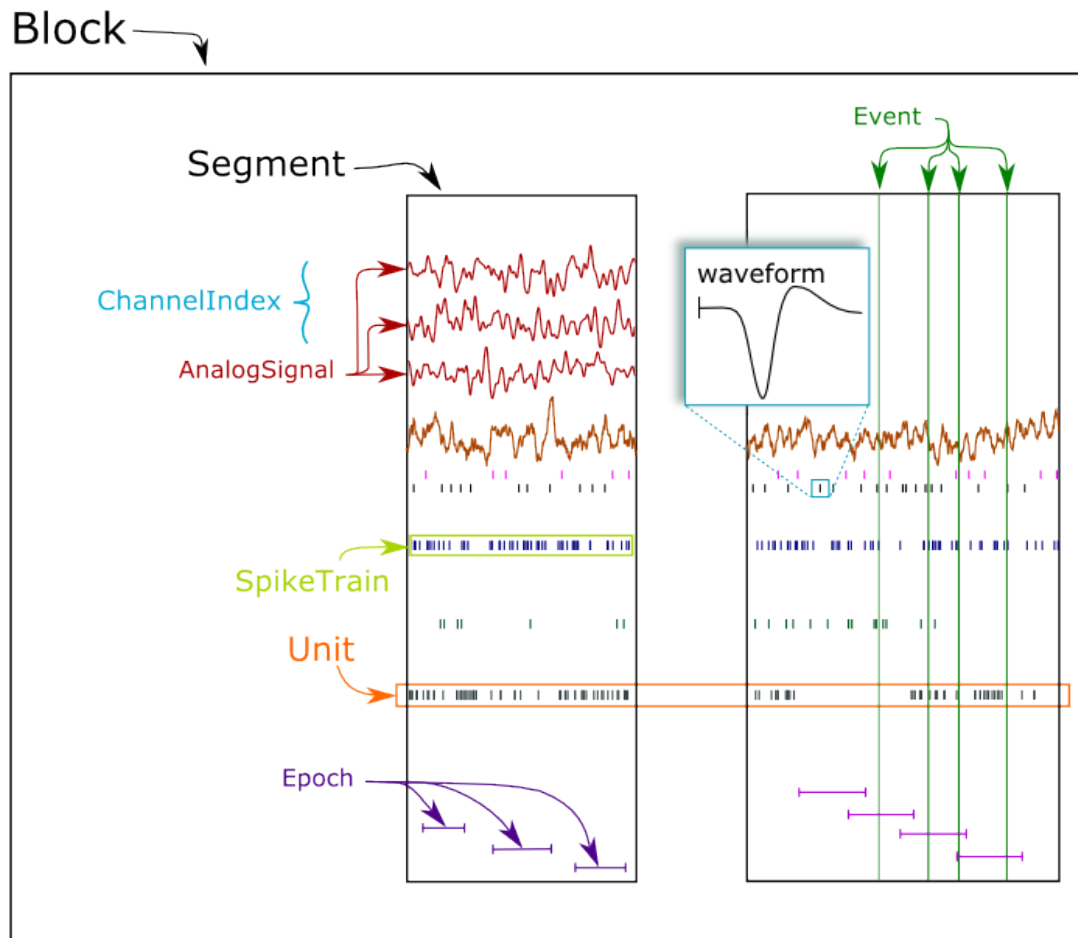 Block
Event
Segment
waveform
ChannelIndex
AnalogSignal
SpikeTrain
Unit
Epoch